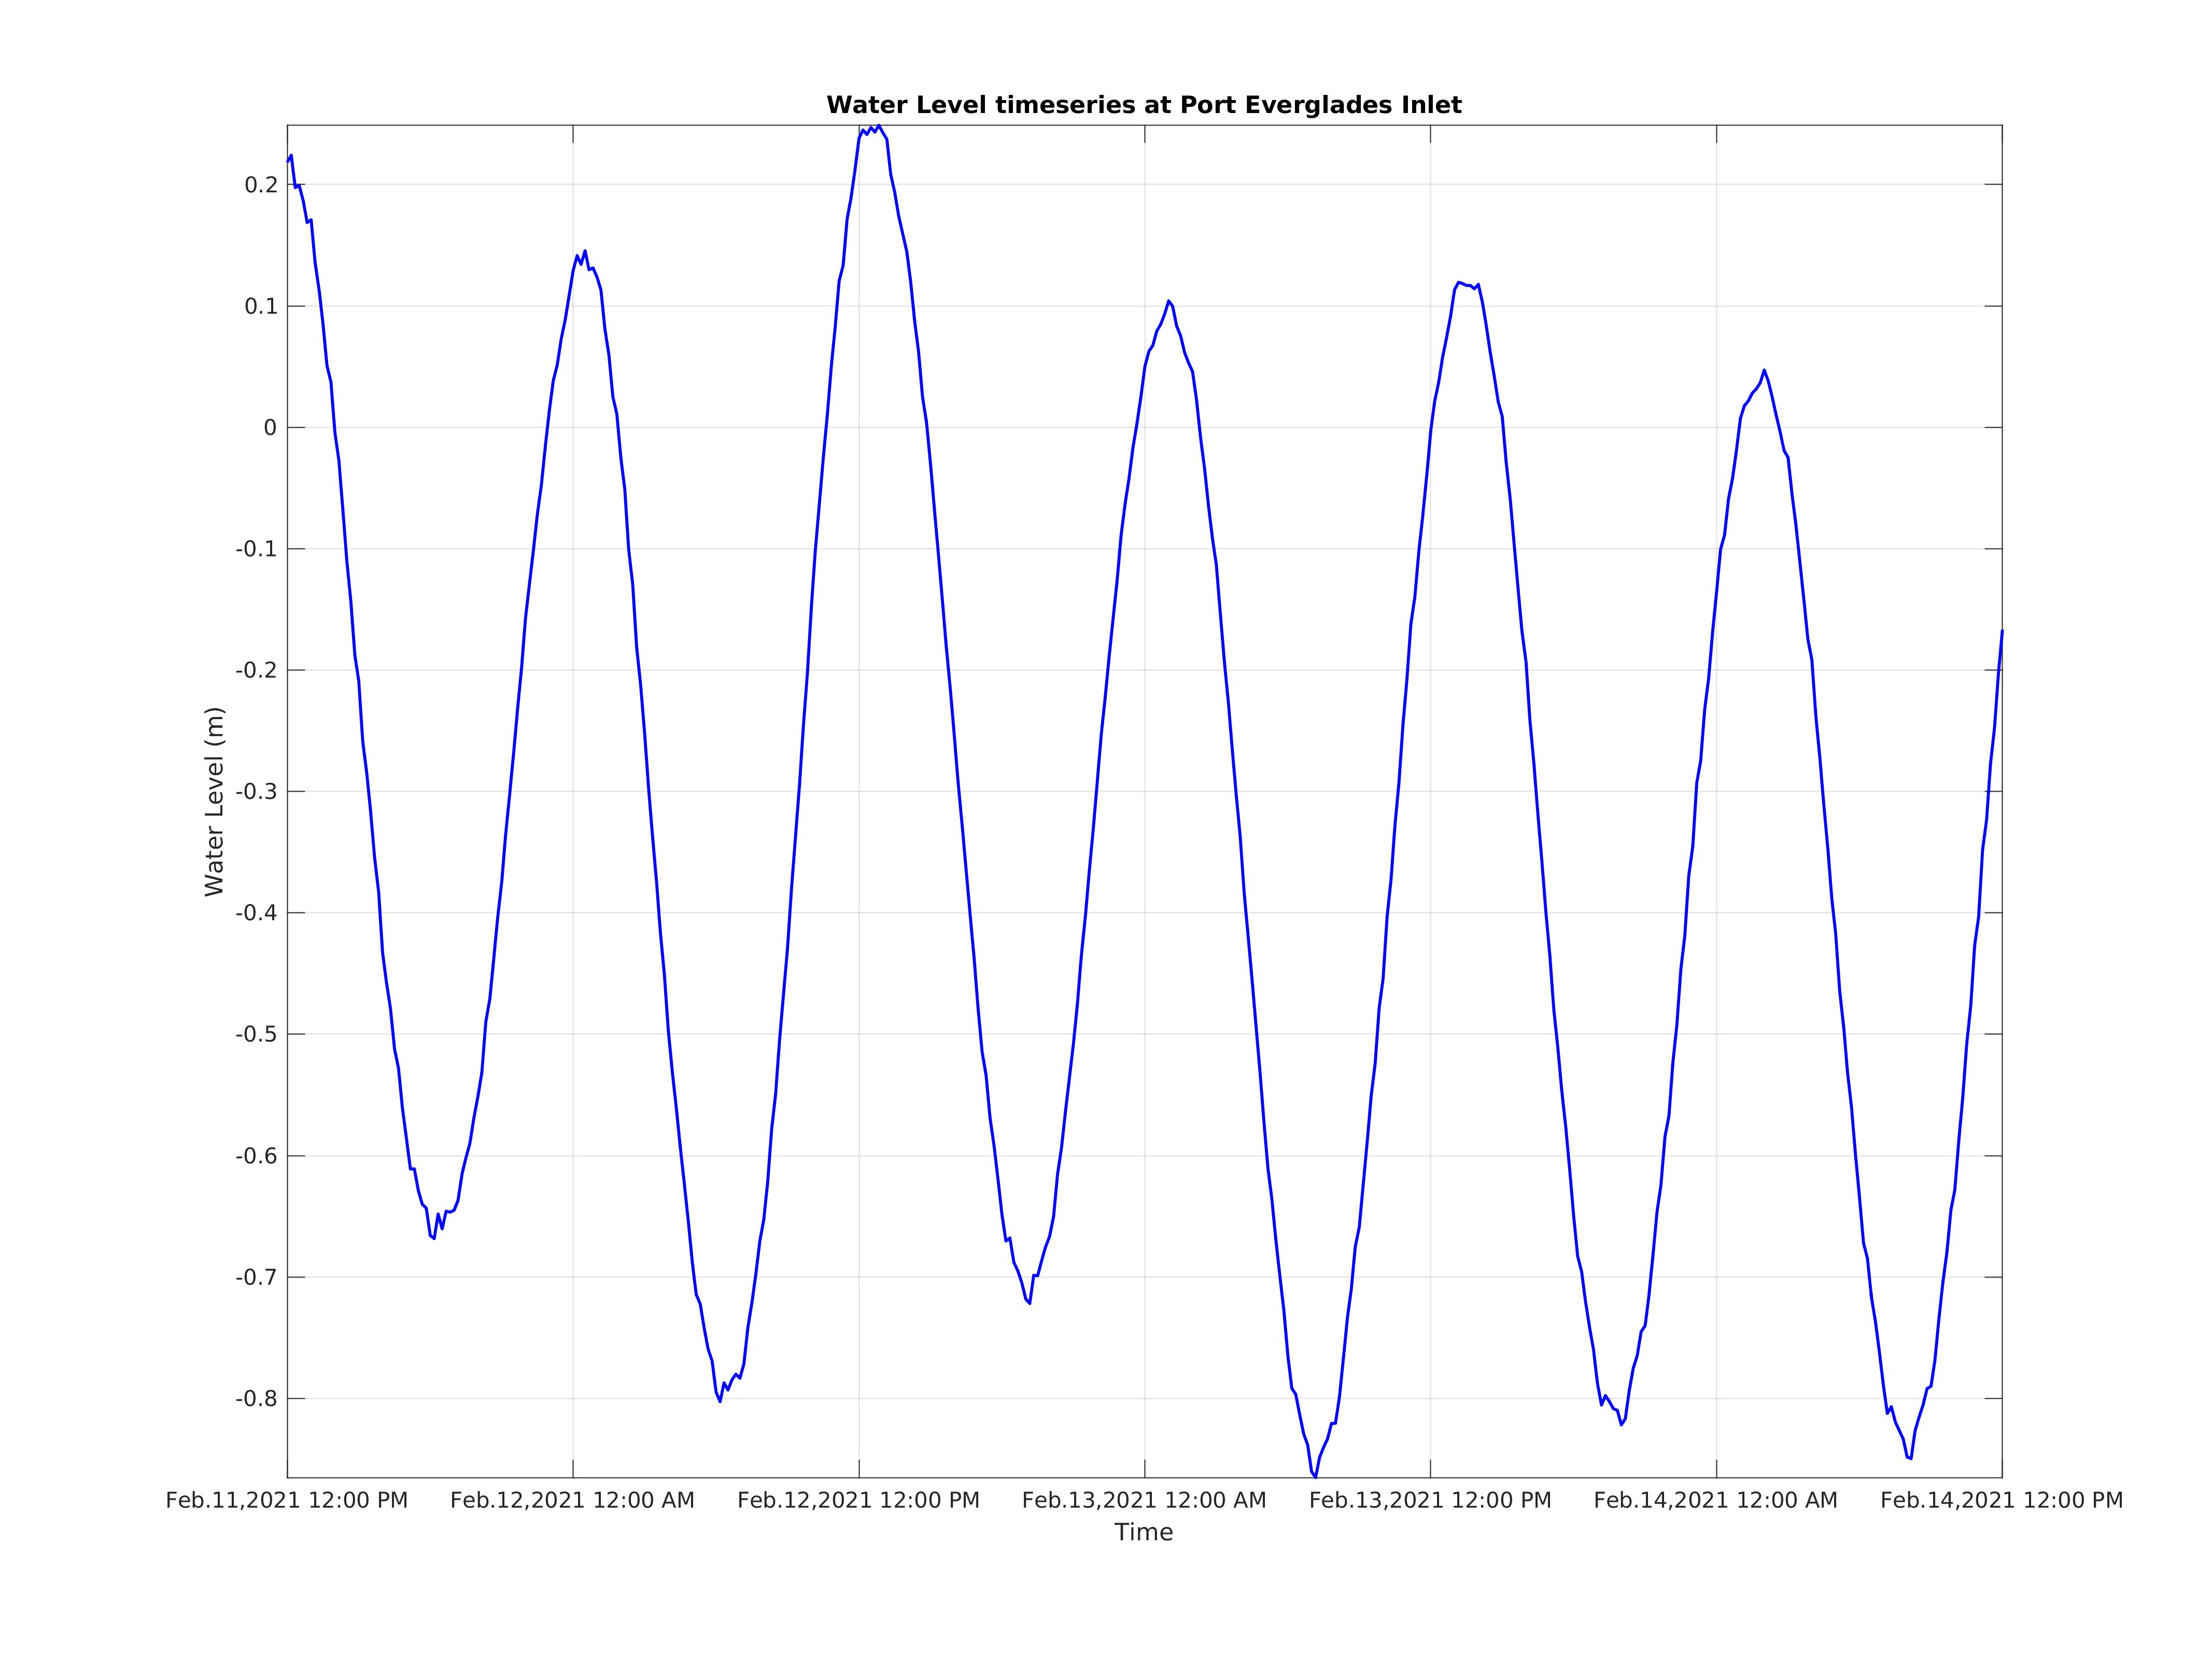 Water Level timeseries at Port Everglades Inlet
0.2
0.1
0
-0.1
-0.2
-0.3
-0.4
-0.5
-0.6
-0.7
-0.8
Water Level (m)
Feb.11,2021 12:00 PM
Feb.12,2021 12:00 AM
Feb.12,2021 12:00 PM
Feb.13,2021 12:00 AM
Feb.13,2021 12:00 PM
Feb.14,2021 12:00 AM
Feb.14,2021 12:00 PM
Time